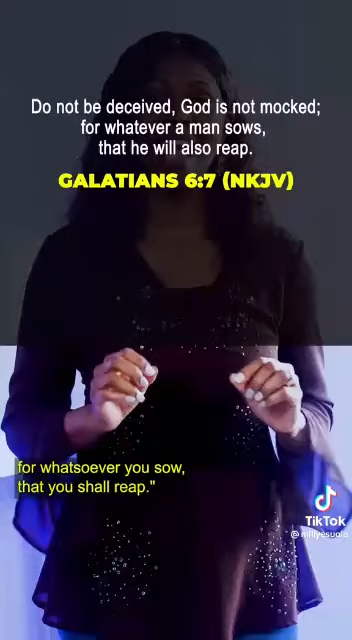 Do not be deceived, God is not mocked;
for whatever a man sows,
that he will also reap.
GALATIANS 6:7 (NKJV)
for whatsoever you sow,
that you shall reap."
TikTok